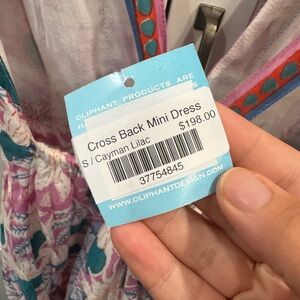 OLIPHANT PRODUCTS ARE
Cross Back Mini Dress
S / Cayman Lilac
$198.00
37754845
WWW.OLIPHANTDESIGN.COM